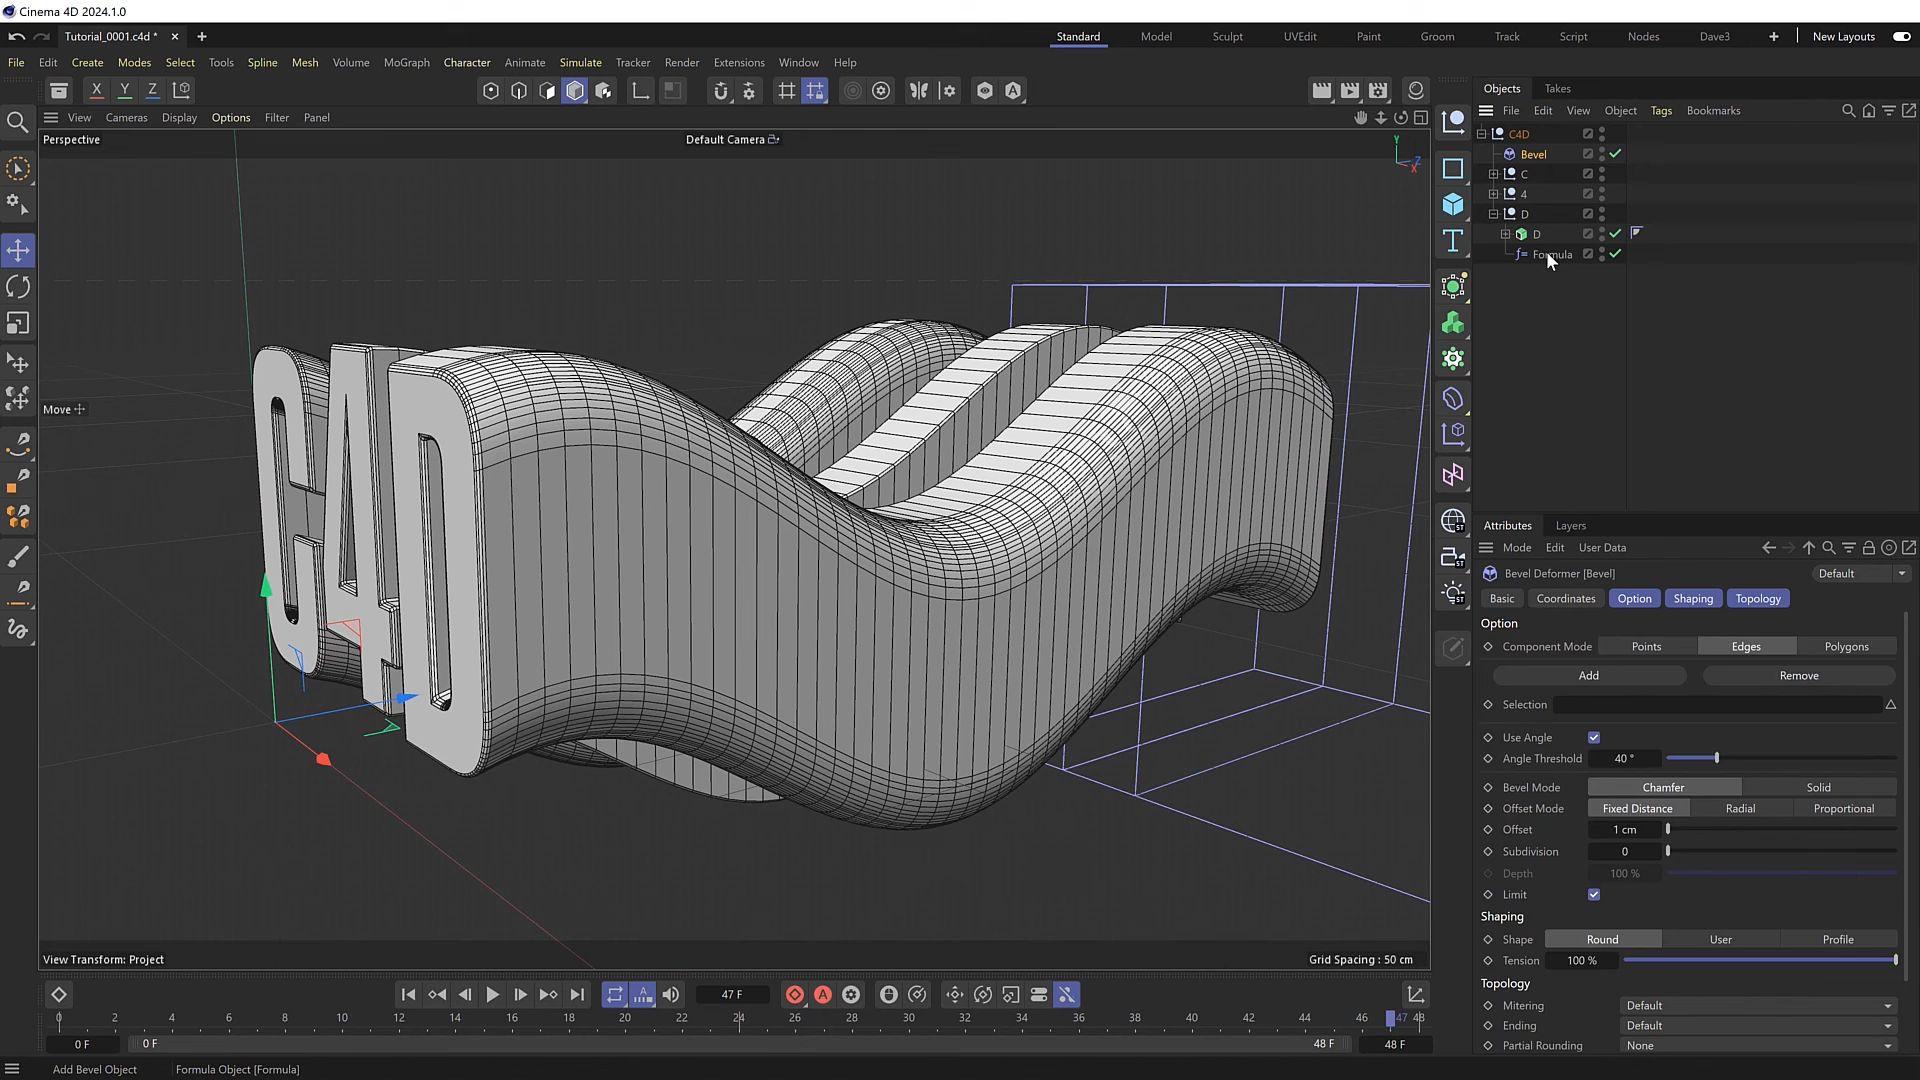 Cinema 4D 2024.1.0
Tutorial_0001.c4d *
Standard Model Sculpt UVEdit Paint Groom Track Script Nodes Dave3 New Layouts
File Edit Create Modes Select Tools Spline Mesh Volume MoGraph Character Animate Simulate Tracker Render Extensions Window Help
X Y Z
Objects Takes
View Cameras Display Options Filter Panel
File Edit View Object Tags Bookmarks
Perspective
Default Camera
Y
Z
X
C4D
Bevel
C
4
D
D
Formula
Move
C4D
Attributes Layers
Mode Edit User Data
Bevel Deformer [Bevel]
Default
Basic Coordinates Option Shaping Topology
Option
Component Mode Points Edges Polygons
Add Remove
Selection
Use Angle
Angle Threshold 40 °
Bevel Mode Chamfer Solid
Offset Mode Fixed Distance Radial Proportional
Offset 1 cm
Subdivision 0
Depth 100 %
Limit
Shaping
Shape Round User Profile
Tension 100 %
Topology
Mitering Default
Ending Default
Partial Rounding None
View Transform: Project
Grid Spacing : 50 cm
47 F
0 2 4 6 8 10 12 14 16 18 20 22 24 26 28 30 32 34 36 38 40 42 44 46 47 48
0 F 0 F 48 F 48 F
Add Bevel Object Formula Object [Formula]